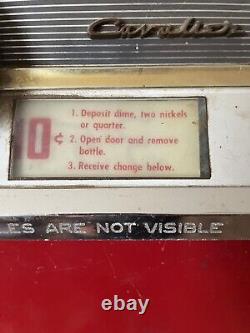 Cavalier
1. Deposit dime, two nickels
or quarter.
10¢ 2. Open door and remove
bottle.
3. Receive change below.
LES ARE NOT VISIBLE